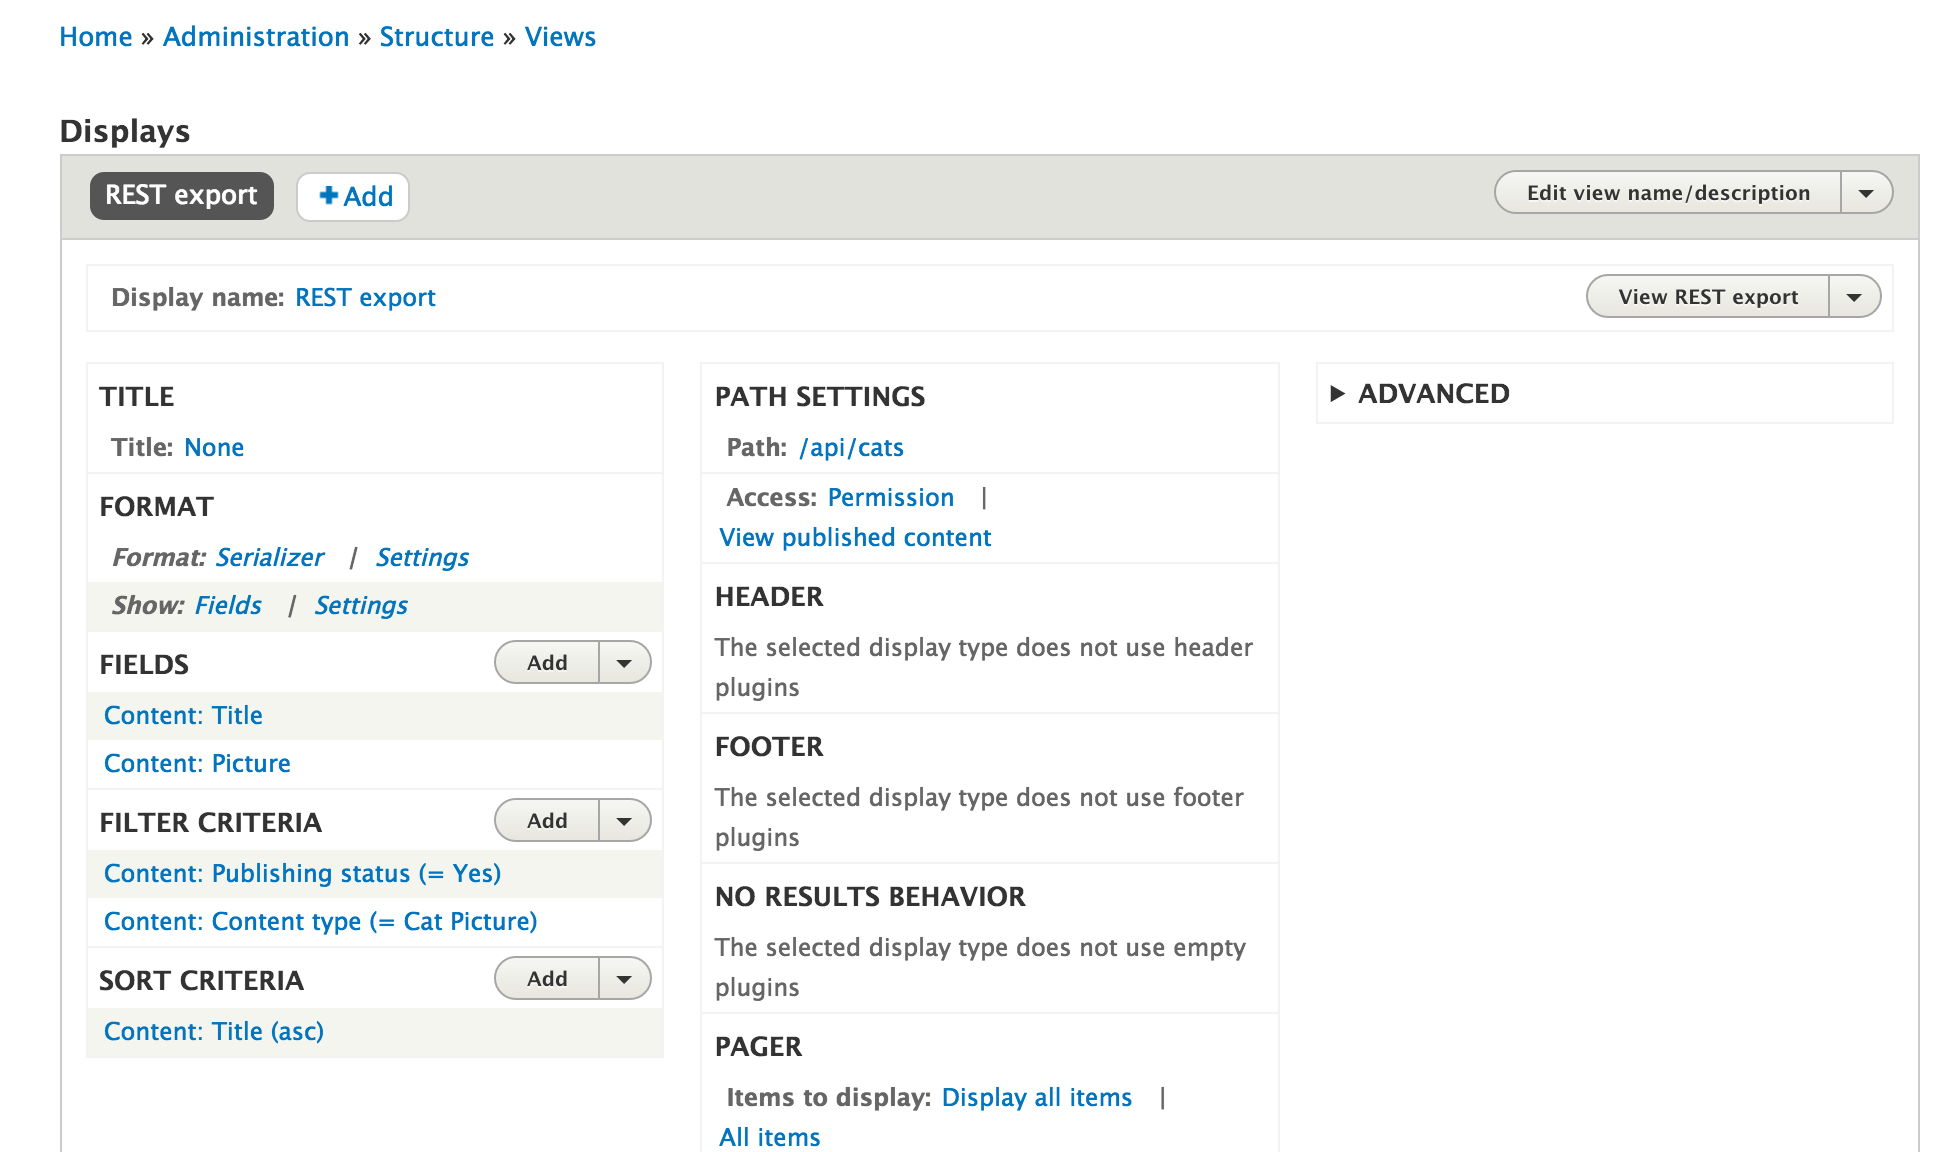 Home » Administration » Structure » Views
Displays
REST export
Add
Edit view name/description
Display name: REST export
View REST export
TITLE
Title: None
FORMAT
Format: Serializer | Settings
Show: Fields | Settings
FIELDS
Add
Content: Title
Content: Picture
FILTER CRITERIA
Add
Content: Publishing status (= Yes)
Content: Content type (= Cat Picture)
SORT CRITERIA
Add
Content: Title (asc)
PATH SETTINGS
Path: /api/cats
Access: Permission |
View published content
HEADER
The selected display type does not use header
plugins
FOOTER
The selected display type does not use footer
plugins
NO RESULTS BEHAVIOR
The selected display type does not use empty
plugins
PAGER
Items to display: Display all items |
All items
ADVANCED